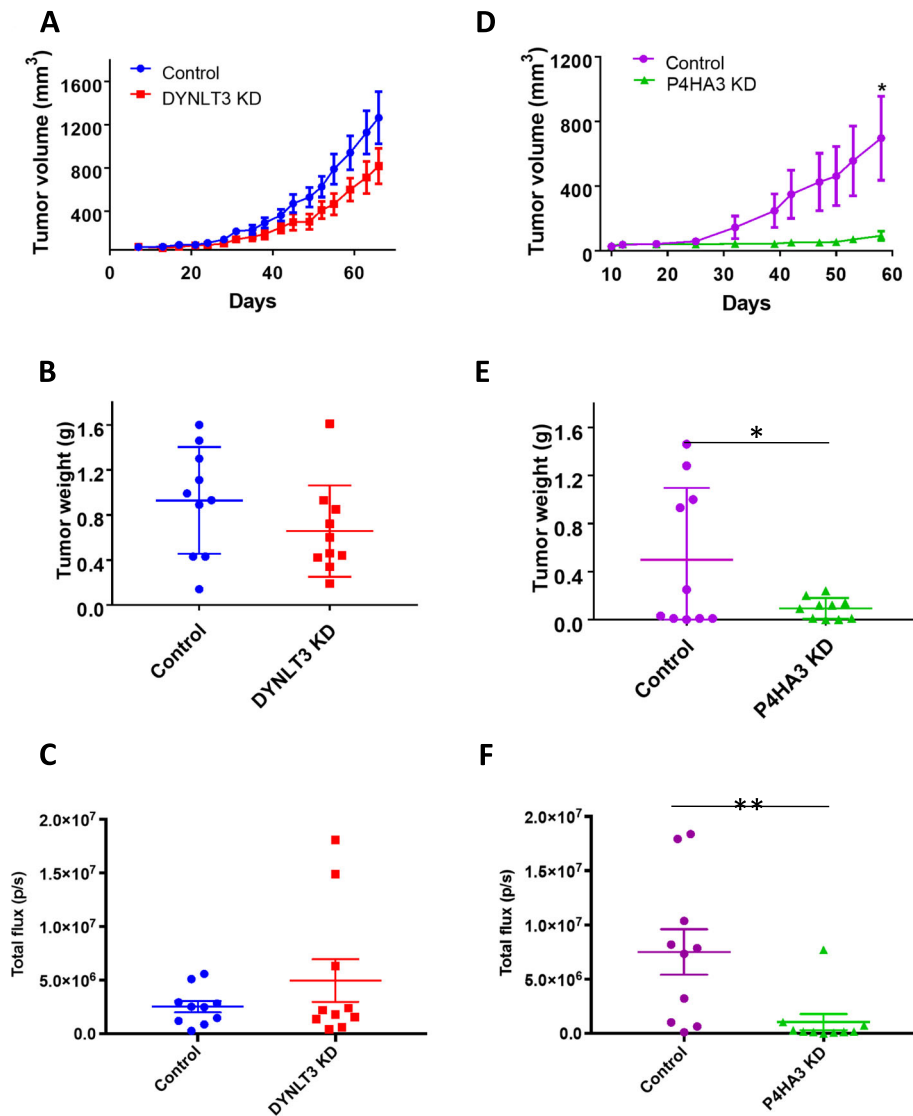 A
Tumor volume (mm³)
1600
1200
800
400
0
20
40
60
Days
Control
DYNLT3 KD
D
Tumor volume (mm³)
1200
800
400
0
10
20
30
40
50
60
Days
Control
P4HA3 KD
*
B
Tumor weight (g)
1.6
1.2
0.8
0.4
0.0
Control
DYNLT3 KD
E
Tumor weight (g)
1.6
1.2
0.8
0.4
0.0
*
Control
P4HA3 KD
C
Total flux (p/s)
2.0×10⁷
1.5×10⁷
1.0×10⁷
5.0×10⁶
0.0
Control
DYNLT3 KD
F
Total flux (p/s)
2.0×10⁷
1.5×10⁷
1.0×10⁷
5.0×10⁶
0.0
**
Control
P4HA3 KD